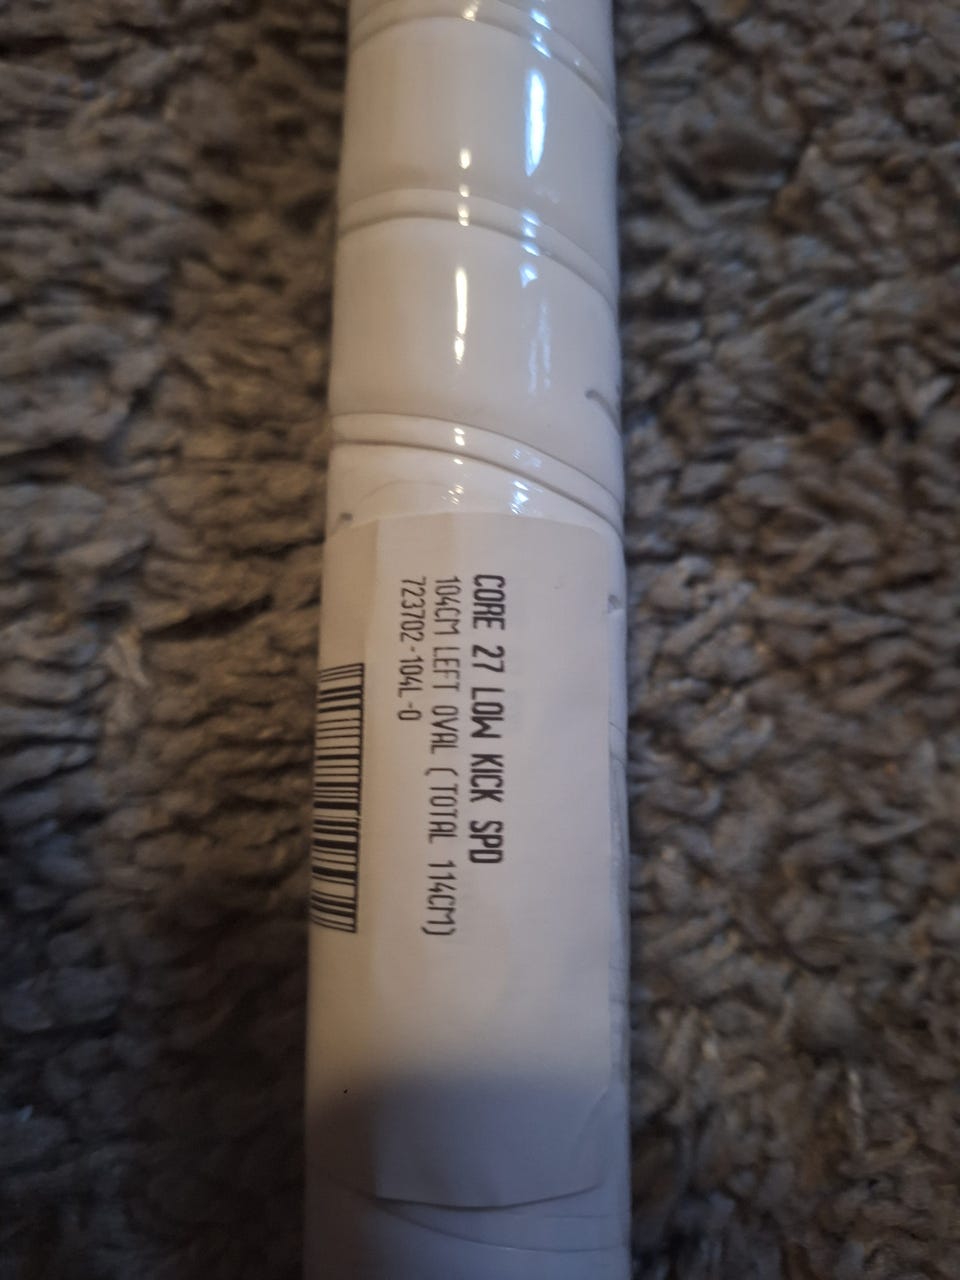 CORE 27 LOW KICK SPD
104CM LEFT OVAL (TOTAL 114CM)
723702-104L-0